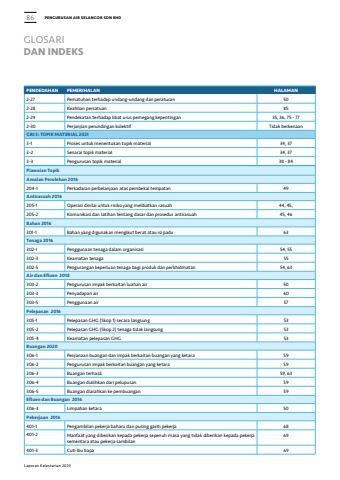 86 PENGURUSAN AIR SELANGOR SDN BHD
GLOSARI
DAN INDEKS
PENDEDAHAN PEMERIHALAN HALAMAN
2-27 Pematuhan terhadap undang-undang dan peraturan 50
2-28 Keahlian persatuan 85
2-29 Pendekatan terhadap libat urus pemegang kepentingan 35, 36, 75 - 77
2-30 Perjanjian perundingan kolektif Tidak berkenaan
GRI 3: TOPIK MATERIAL 2021
3-1 Proses untuk menentukan topik material 34, 37
3-2 Senarai topik material 34, 37
3-3 Pengurusan topik material 38 - 84
Piawaian Topik
Amalan Perolehan 2016
204-1 Perkadaran perbelanjaan atas pembekal tempatan 49
Antirasuah 2016
205-1 Operasi dinilai untuk risiko yang melibatkan rasuah 44, 45,
205-2 Komunikasi dan latihan tentang dasar dan prosedur antirasuah 45, 46
Bahan 2016
301-1 Bahan yang digunakan mengikut berat atau isi padu 63
Tenaga 2016
302-1 Penggunaan tenaga dalam organisasi 54, 55
302-3 Keamatan tenaga 55
302-5 Pengurangan keperluan tenaga bagi produk dan perkhidmatan 54, 63
Air dan Efluen 2018
303-2 Pengurusan impak berkaitan luahan air 50
303-3 Penyadapan air 60
303-5 Penggunaan air 57
Pelepasan 2016
305-1 Pelepasan GHG (Skop 1) secara langsung 53
305-2 Pelepasan GHG (Skop 2) tenaga tidak langsung 53
305-4 Keamatan pelepasan GHG 53
Buangan 2020
306-1 Penjanaan buangan dan impak berkaitan buangan yang ketara 59
306-2 Pengurusan impak berkaitan buangan yang ketara 59
306-3 Buangan terhasil 59, 63
306-4 Buangan dialihkan dari pelupusan 59
306-5 Buangan diarahkan ke pembuangan 59
Efluen dan Buangan 2016
306-3 Limpahan ketara 50
Pekerjaan 2016
401-1 Pengambilan pekerja baharu dan pusing ganti pekerja 68
401-2 Manfaat yang diberikan kepada pekerja sepenuh masa yang tidak diberikan kepada pekerja 69
sementara atau pekerja sambilan
401-3 Cuti ibu bapa 69
Laporan Kelestarian 2023